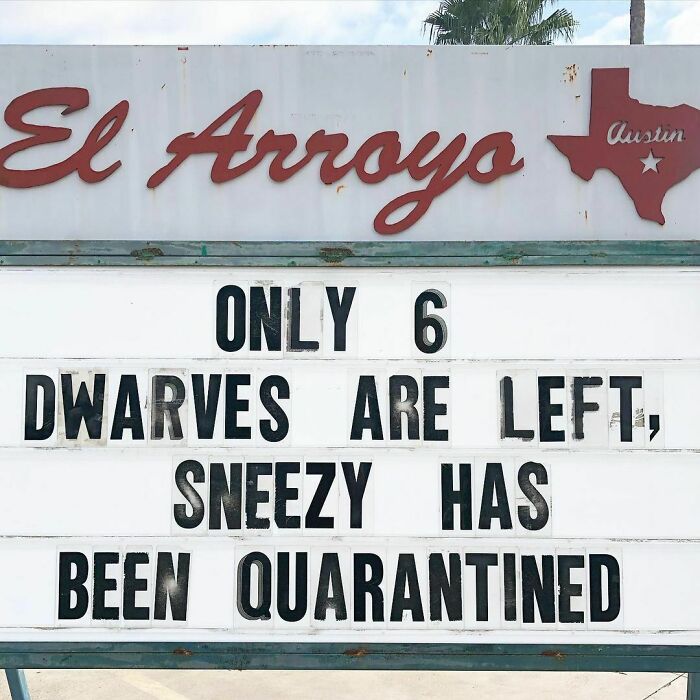 El Arroyo
Austin
ONLY 6
DWARVES ARE LEFT,
SNEEZY HAS
BEEN QUARANTINED